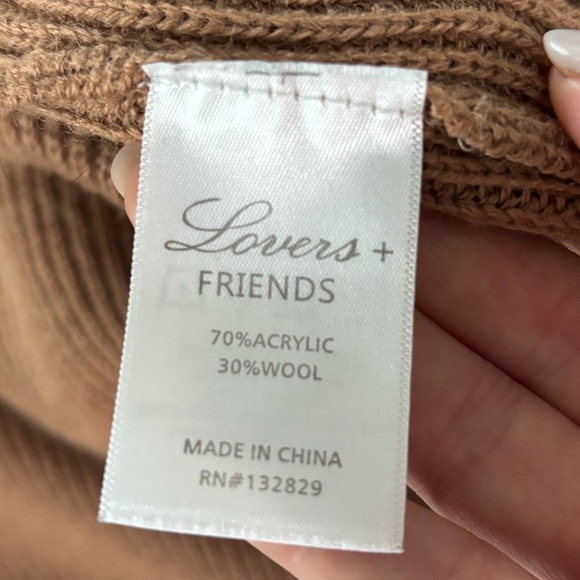 Lovers +
FRIENDS
70%ACRYLIC
30%WOOL
MADE IN CHINA
RN#132829